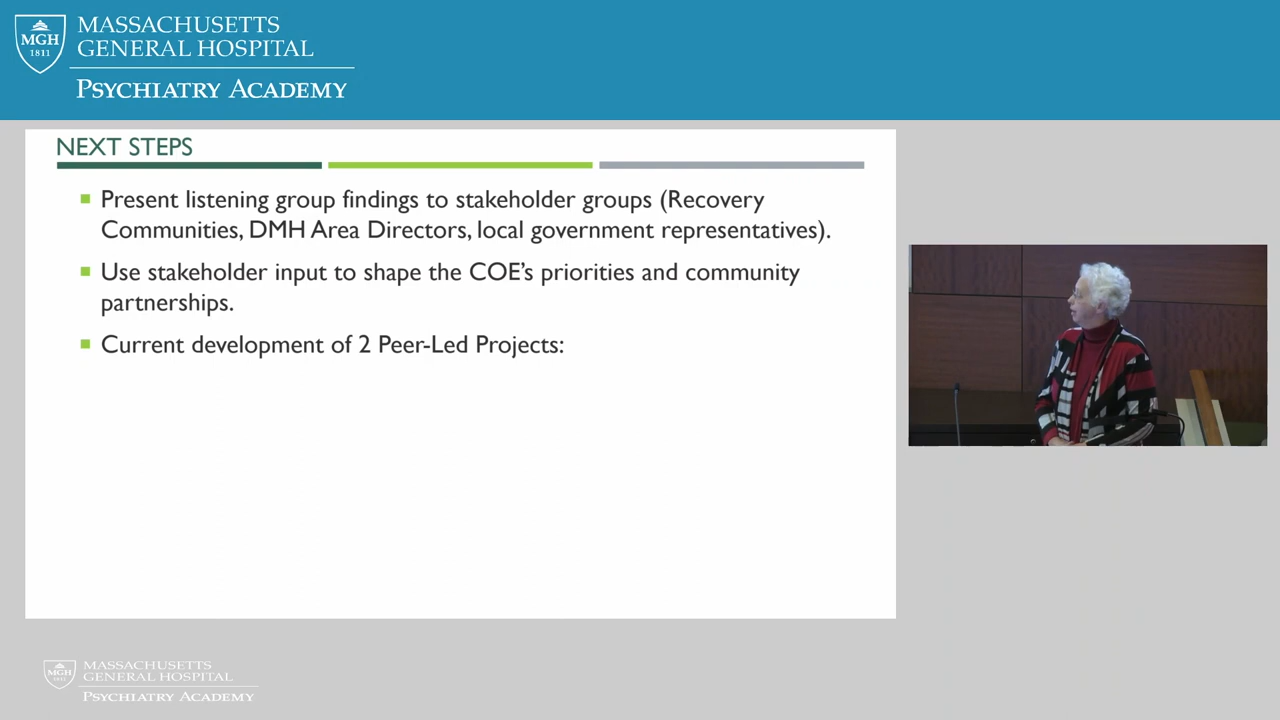 MGH
1811
MASSACHUSETTS
GENERAL HOSPITAL
PSYCHIATRY ACADEMY
NEXT STEPS
Present listening group findings to stakeholder groups (Recovery
Communities, DMH Area Directors, local government representatives).
Use stakeholder input to shape the COE's priorities and community
partnerships.
Current development of 2 Peer-Led Projects:
MGH
1811
MASSACHUSETTS
GENERAL HOSPITAL
PSYCHIATRY ACADEMY